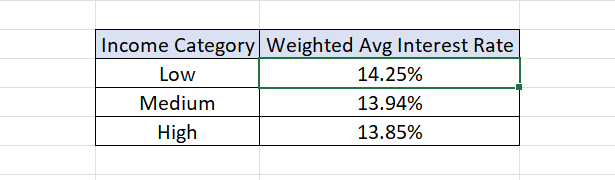 Income Category Weighted Avg Interest Rate
Low 14.25%
Medium 13.94%
High 13.85%